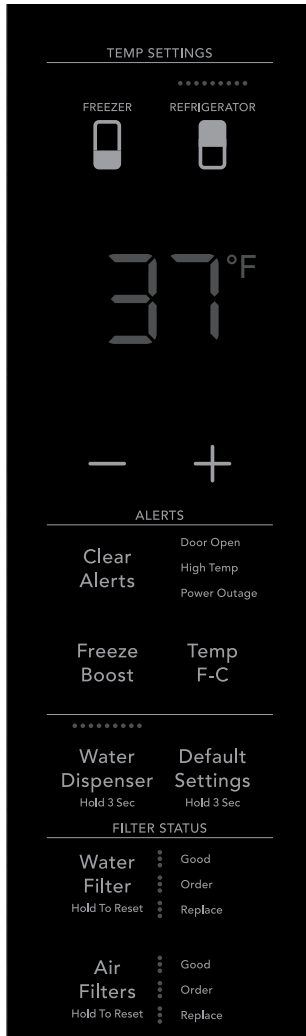 TEMP SETTINGS
FREEZER REFRIGERATOR
37°F
− +
ALERTS
Clear
Alerts
Door Open
High Temp
Power Outage
Freeze
Boost
Temp
F-C
Water
Dispenser
Hold 3 Sec
Default
Settings
Hold 3 Sec
FILTER STATUS
Water
Filter
Hold To Reset
Good
Order
Replace
Air
Filters
Hold To Reset
Good
Order
Replace